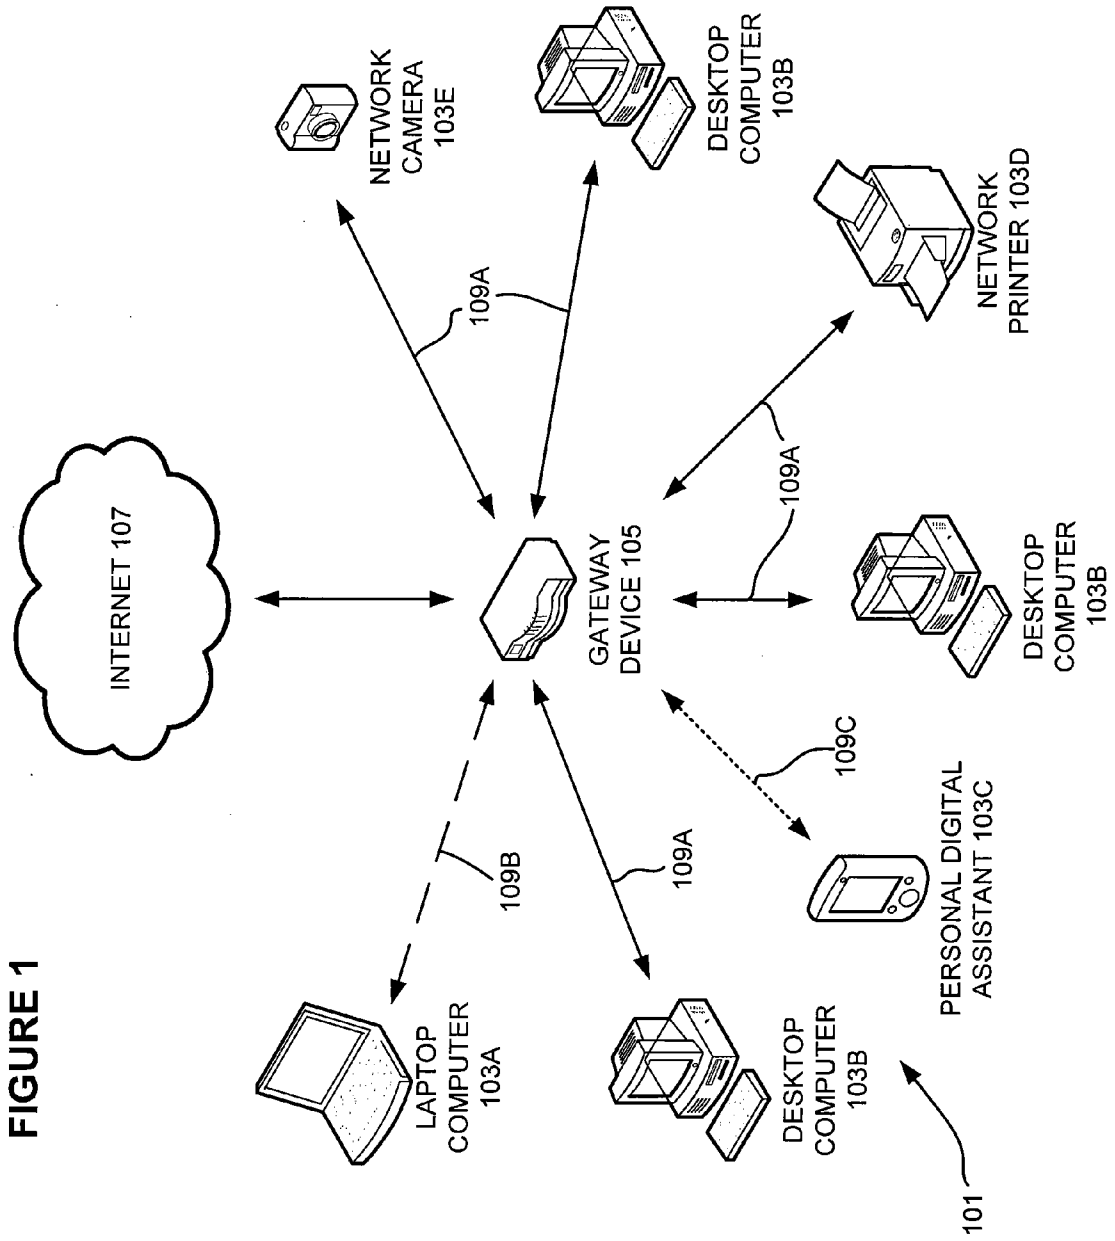 FIGURE 1
INTERNET 107
LAPTOP
COMPUTER
103A
109B
GATEWAY
DEVICE 105
109A
NETWORK
CAMERA
103E
109A
DESKTOP
COMPUTER
103B
DESKTOP
COMPUTER
103B
109C
109A
PERSONAL DIGITAL
ASSISTANT 103C
DESKTOP
COMPUTER
103B
NETWORK
PRINTER 103D
101